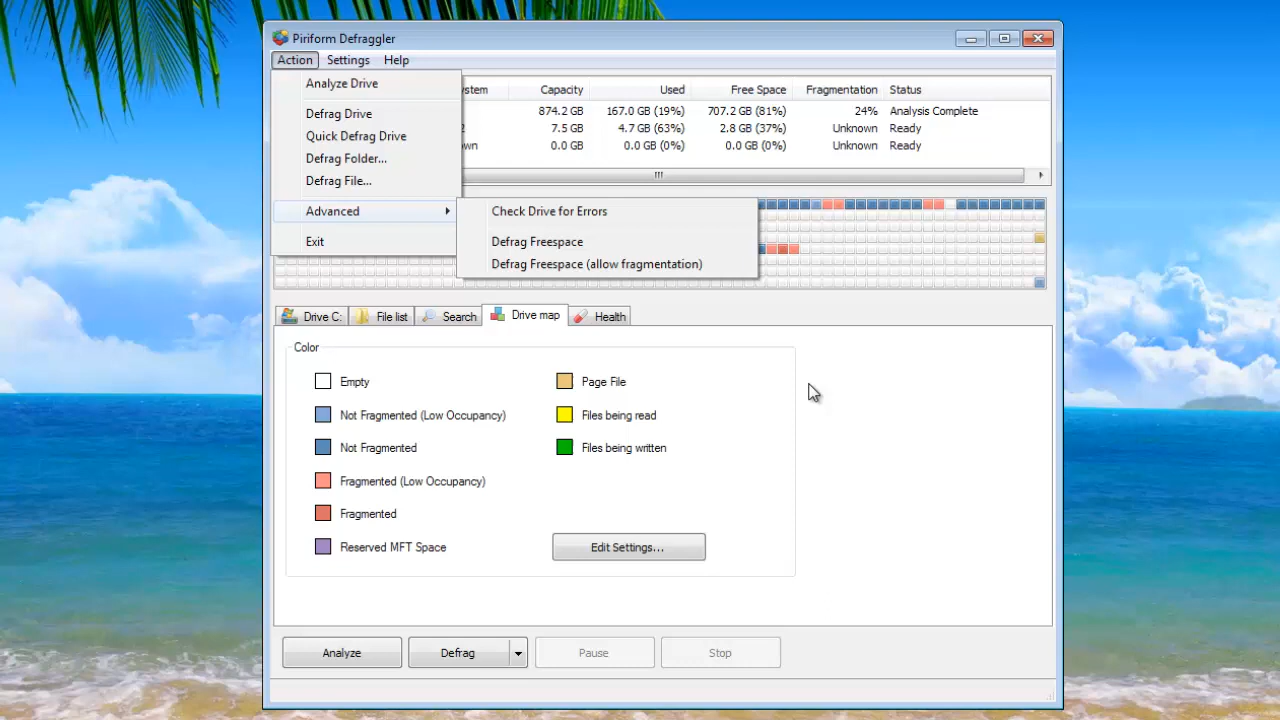 Piriform Defraggler
Action Settings Help
Analyze Drive
Defrag Drive
Quick Defrag Drive
Defrag Folder...
Defrag File...
Advanced
Exit
Check Drive for Errors
Defrag Freespace
Defrag Freespace (allow fragmentation)
Capacity Used Free Space Fragmentation Status
874.2 GB 167.0 GB (19%) 707.2 GB (81%) 24% Analysis Complete
7.5 GB 4.7 GB (63%) 2.8 GB (37%) Unknown Ready
0.0 GB 0.0 GB (0%) 0.0 GB (0%) Unknown Ready
Drive C: File list Search Drive map Health
Color
Empty Page File
Not Fragmented (Low Occupancy) Files being read
Not Fragmented Files being written
Fragmented (Low Occupancy)
Fragmented
Reserved MFT Space Edit Settings...
Analyze Defrag Pause Stop